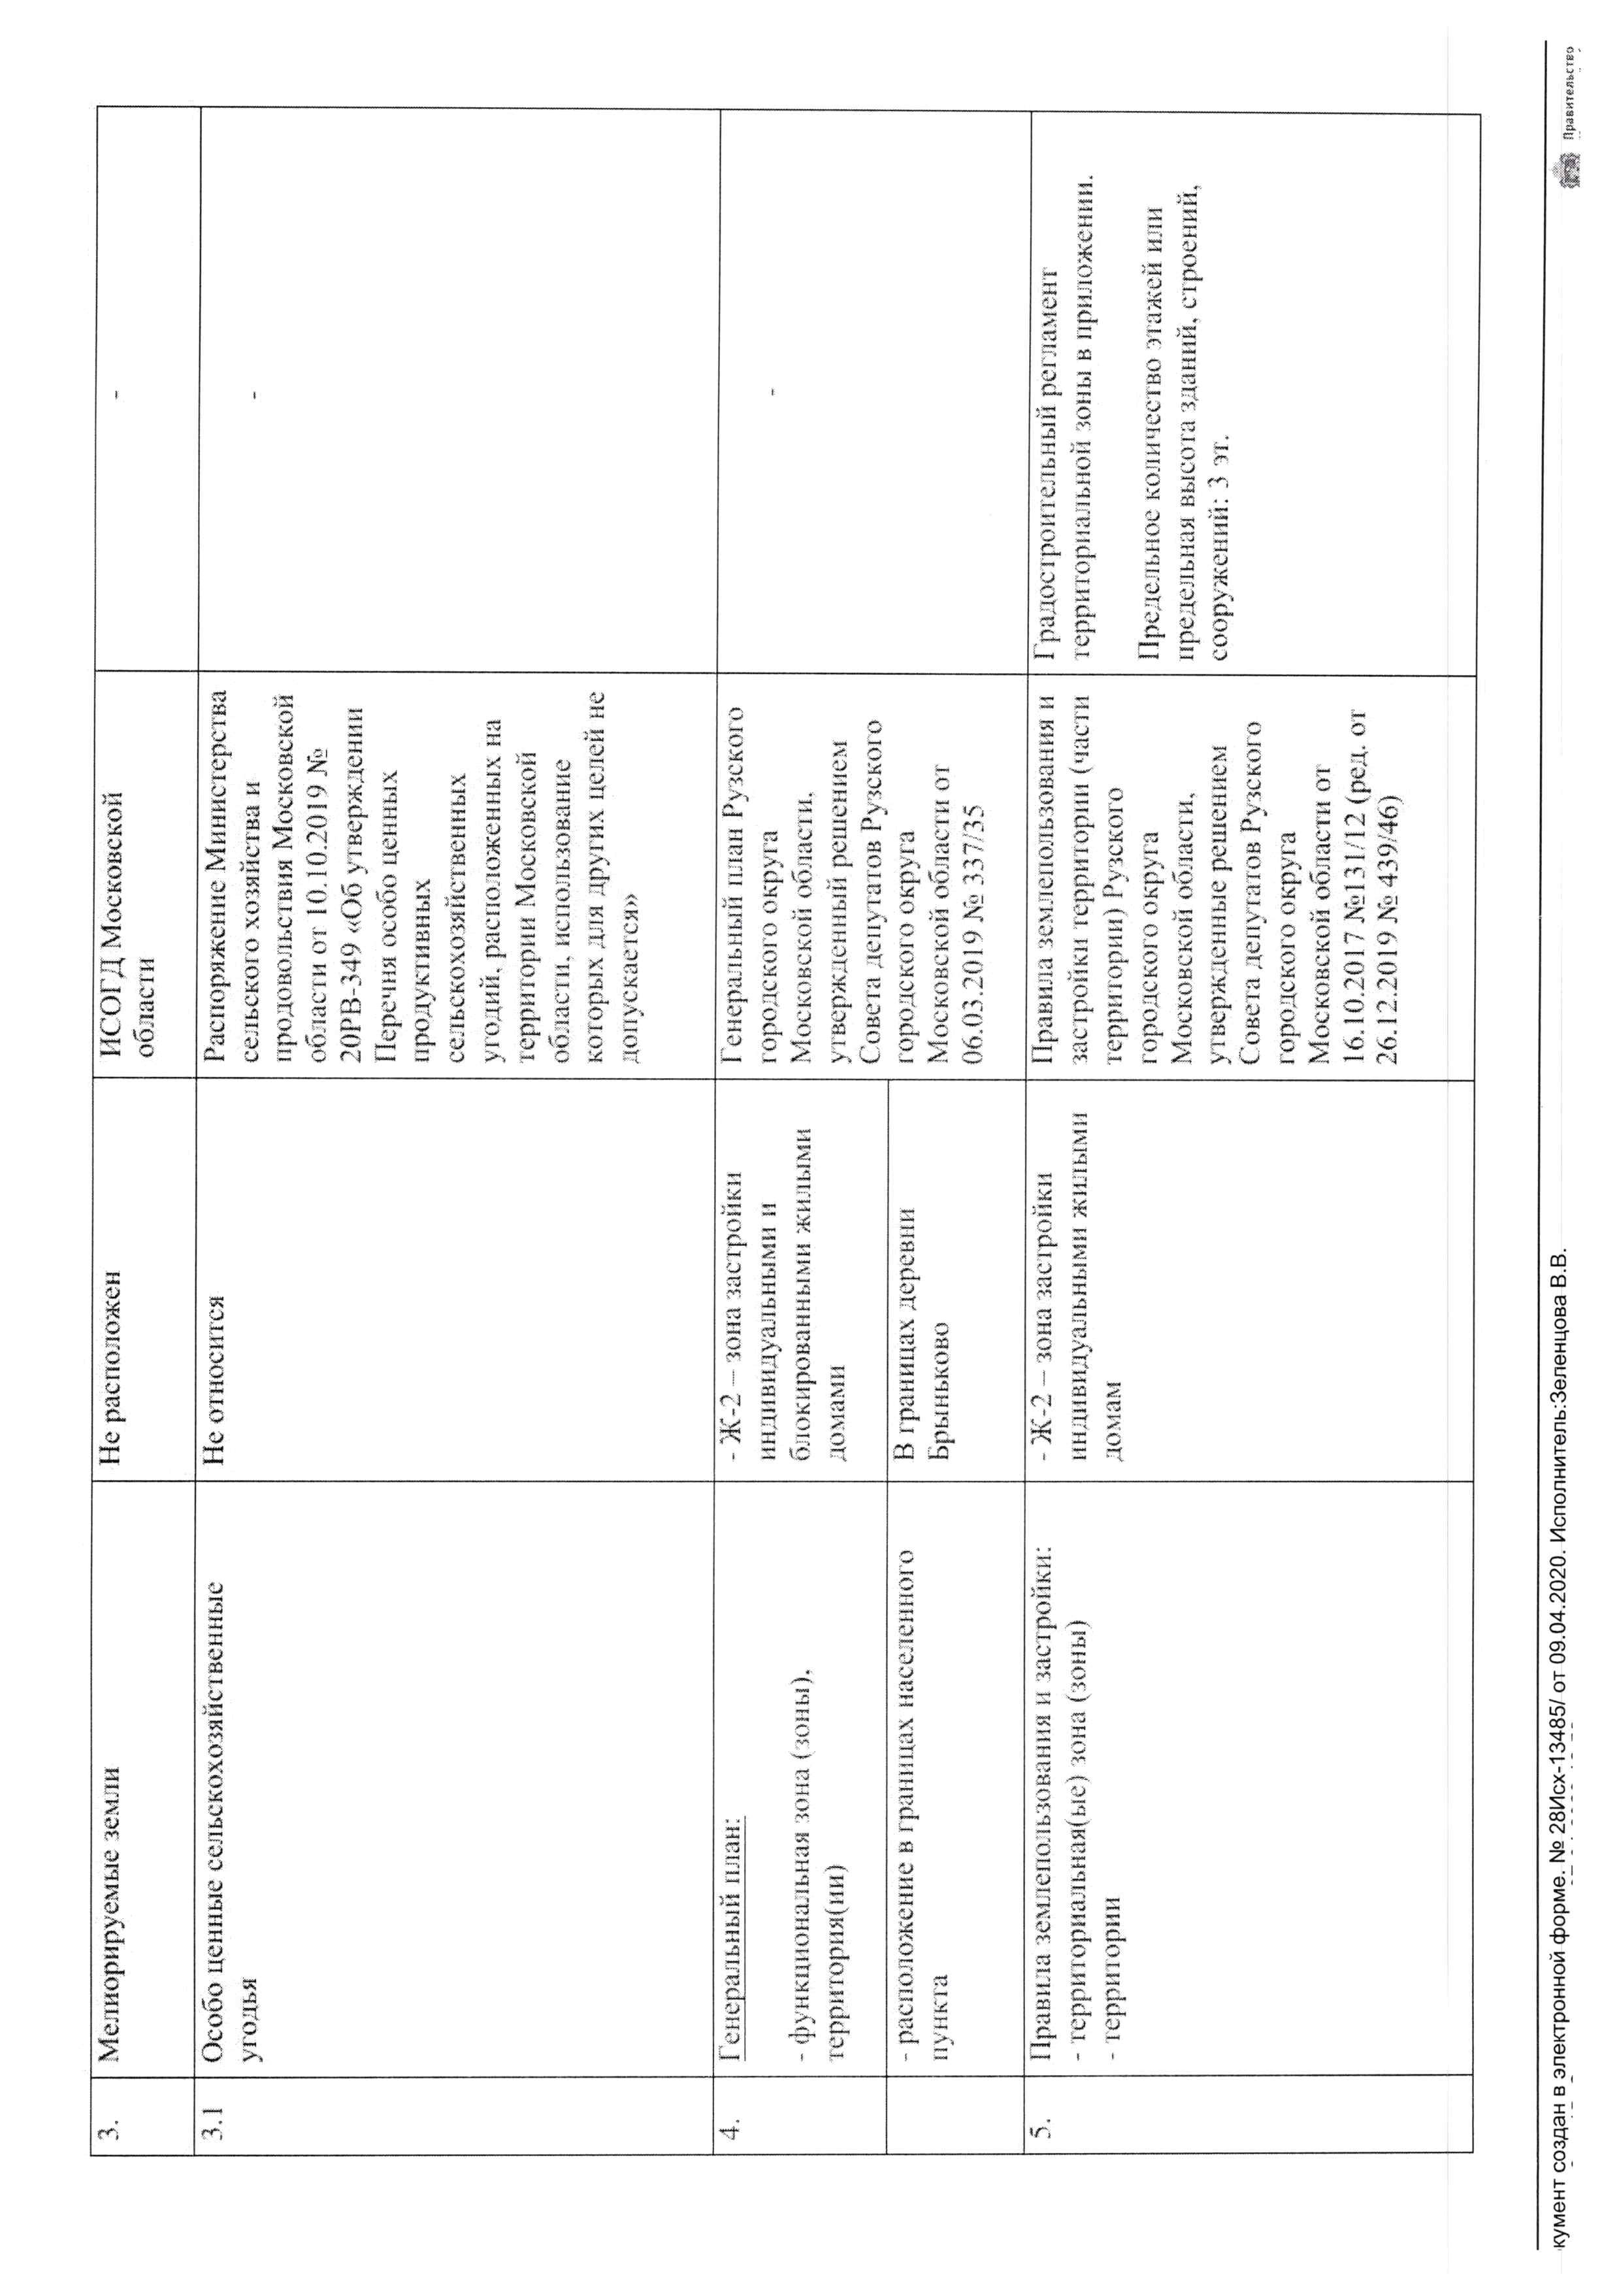 3.
Мелиорируемые земли
Не расположен
ИСОГД Московской
области
-
3.1
Особо ценные сельскохозяйственные
угодья
Не относится
Распоряжение Министерства
сельского хозяйства и
продовольствия Московской
области от 10.10.2019 №
20РВ-349 «Об утверждении
Перечня особо ценных
продуктивных
сельскохозяйственных
угодий, расположенных на
территории Московской
области, использование
которых для других целей не
допускается»
-
4.
Генеральный план:
- функциональная зона (зоны),
территория(ии)
- Ж-2 – зона застройки
индивидуальными и
блокированными жилыми
домами
Генеральный план Рузского
городского округа
Московской области,
утвержденный решением
Совета депутатов Рузского
городского округа
Московской области от
06.03.2019 № 337/35
-
- расположение в границах населенного
пункта
В границах деревни
Брыньково
5.
Правила землепользования и застройки:
- территориальная(ые) зона (зоны)
- территории
- Ж-2 – зона застройки
индивидуальными жилыми
домам
Правила землепользования и
застройки территории (части
территории) Рузского
городского округа
Московской области,
утвержденные решением
Совета депутатов Рузского
городского округа
Московской области от
16.10.2017 №131/12 (ред. от
26.12.2019 № 439/46)
Градостроительный регламент
территориальной зоны в приложении.
Предельное количество этажей или
предельная высота зданий, строений,
сооружений: 3 эт.
кумент создан в электронной форме. № 28Исх-13485/ от 09.04.2020. Исполнитель:Зеленцова В.В.
Правительство